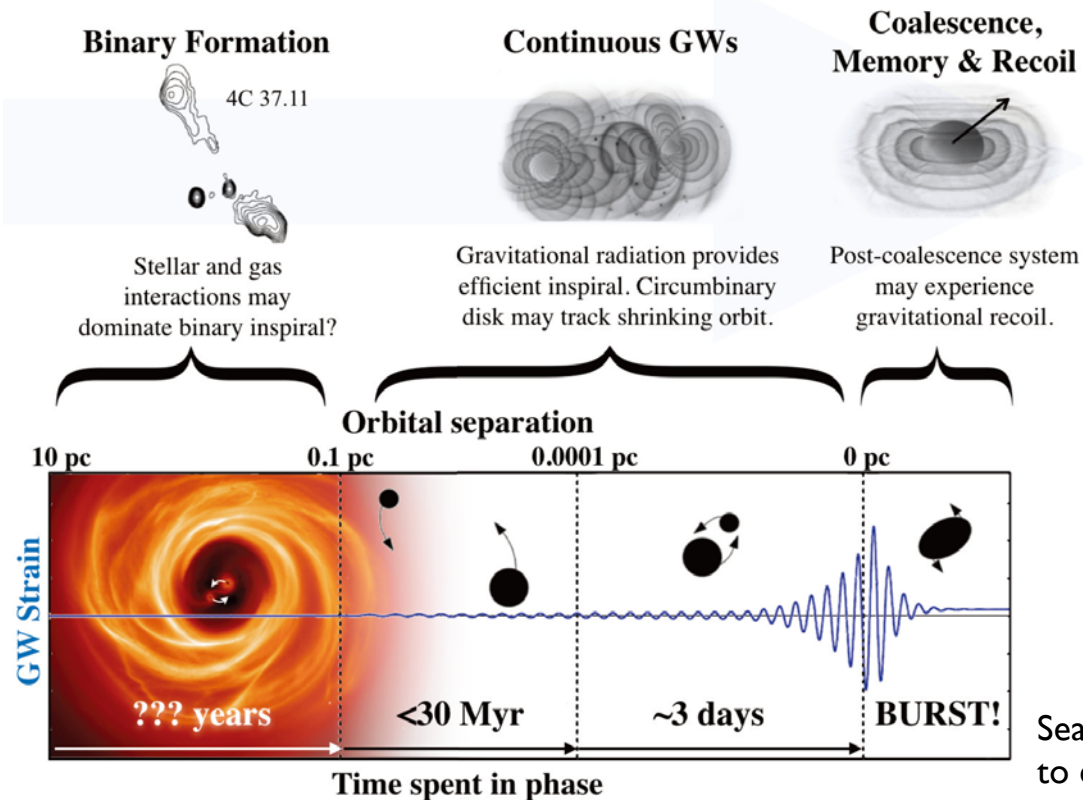 Binary Formation
4C 37.11
Stellar and gas
interactions may
dominate binary inspiral?
Continuous GWs
Gravitational radiation provides
efficient inspiral. Circumbinary
disk may track shrinking orbit.
Coalescence,
Memory & Recoil
Post-coalescence system
may experience
gravitational recoil.
Orbital separation
10 pc
0.1 pc
0.0001 pc
0 pc
GW Strain
??? years
<30 Myr
~3 days
BURST!
Time spent in phase
to